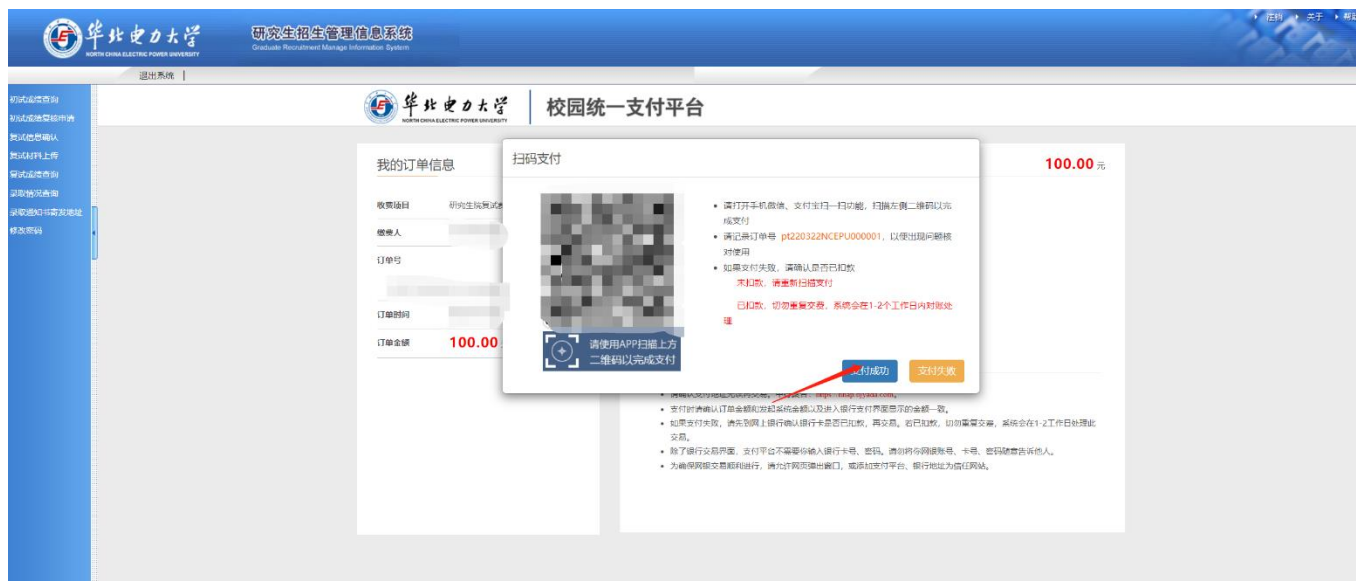 华北电力大学
NORTH CHINA ELECTRIC POWER UNIVERSITY
研究生招生管理信息系统
Graduate Recruitment Manage Information System
注销 关于 帮助
退出系统
初试成绩查询
初试成绩复核申请
复试信息确认
复试材料上传
复试成绩查询
录取情况查询
录取通知书寄发地址
修改密码
华北电力大学
NORTH CHINA ELECTRIC POWER UNIVERSITY
校园统一支付平台
我的订单信息
100.00 元
收费项目 研究生院复试
缴费人
订单号
订单时间
订单金额 100.00
扫码支付
请打开手机微信、支付宝扫一扫功能，扫描左侧二维码以完
成支付
请记录订单号 pt220322NCEPU000001，以便出现问题核
对使用
如果支付失败，请确认是否已扣款
未扣款，请重新扫描支付
已扣款，切勿重复交费，系统会在1-2个工作日内对账处
理
请使用APP扫描上方
二维码以完成支付
支付成功 支付失败
支付时请确认订单金额和发起系统金额以及进入银行支付界面显示的金额一致。
如果支付失败，请先到网上银行确认银行卡是否已扣款，再交易。若已扣款，切勿重复交易，系统会在1-2工作日处理此
交易。
除了银行交易界面，支付平台不需要你输入银行卡号、密码。请勿将你网银账号、卡号、密码随意告诉他人。
为确保网银交易顺利进行，请允许网页弹出窗口，或添加支付平台、银行地址为信任网站。